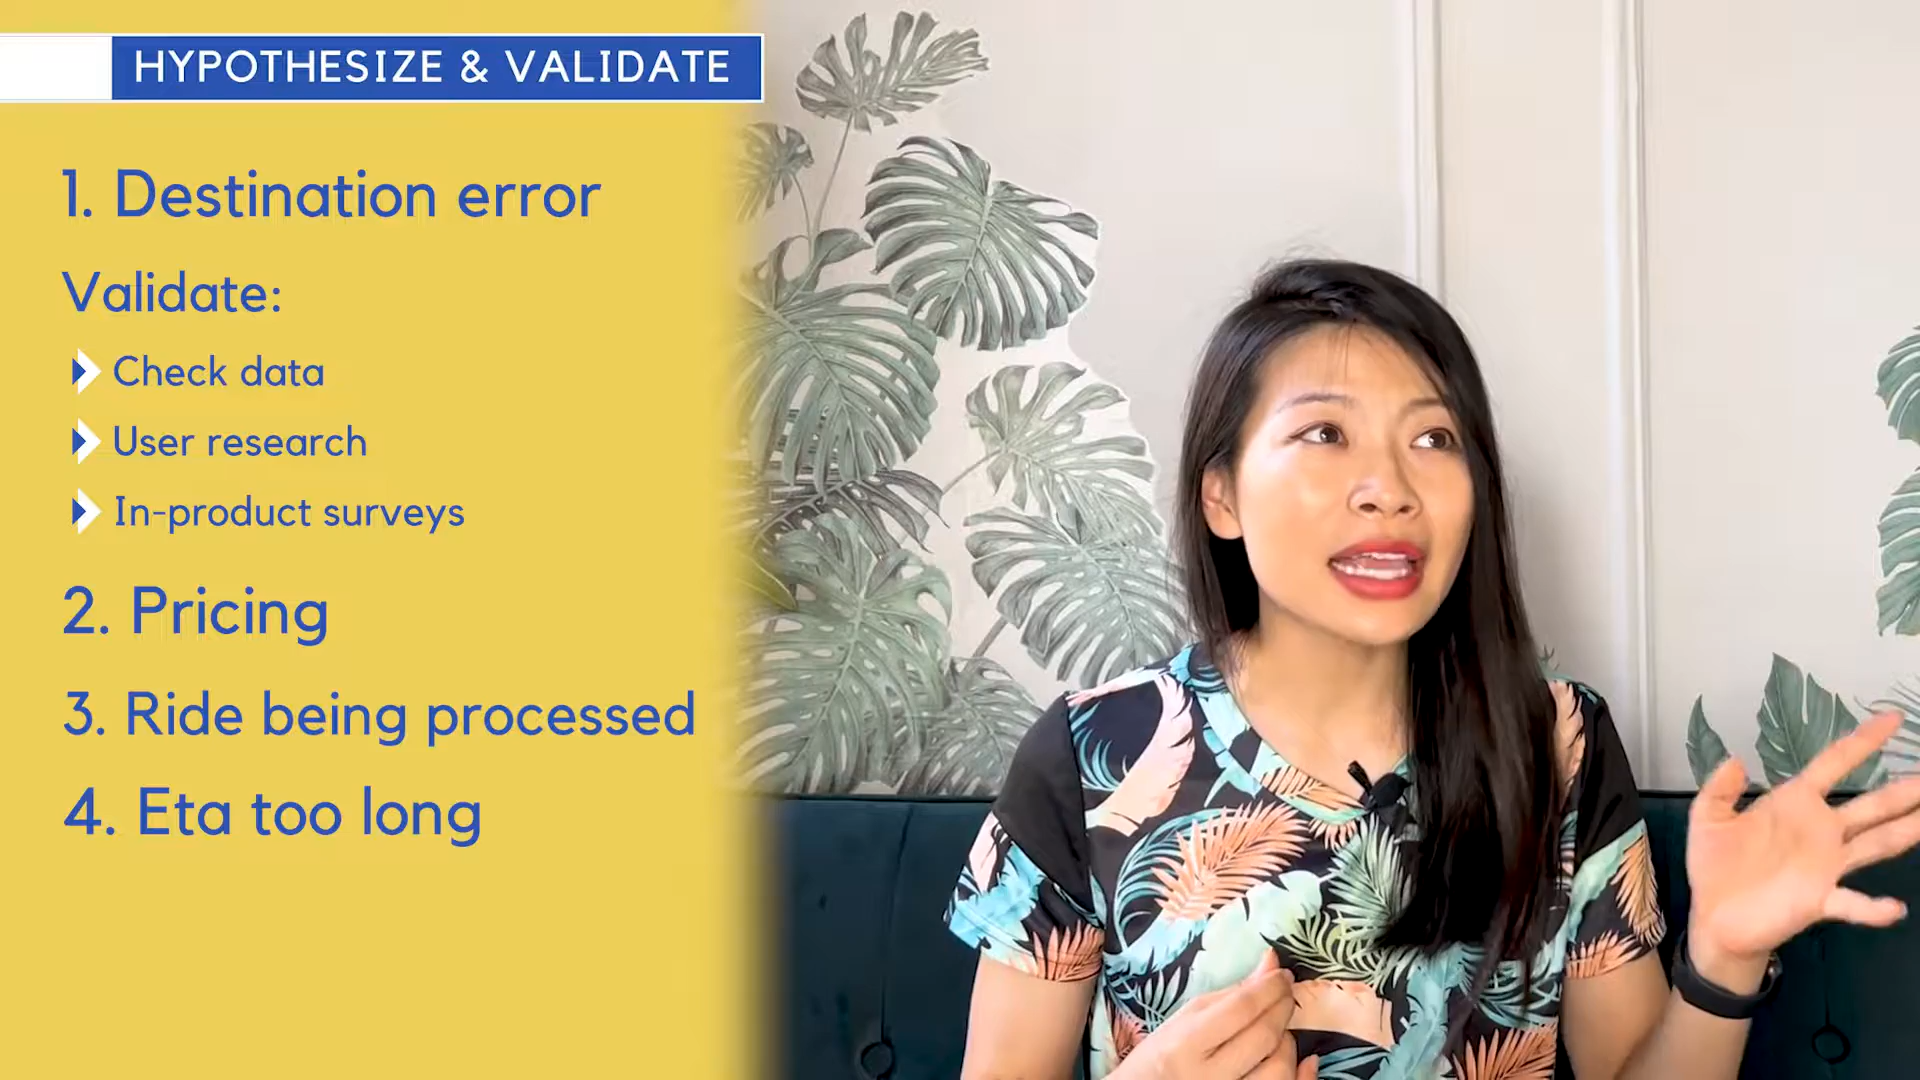 HYPOTHESIZE & VALIDATE
1. Destination error
Validate:
Check data
User research
In-product surveys
2. Pricing
3. Ride being processed
4. Eta too long